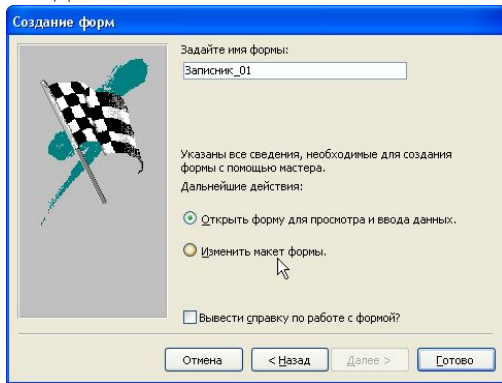 Создание форм
Задайте имя формы:
Записник_01
Указаны все сведения, необходимые для создания
формы с помощью мастера.
Дальнейшие действия:
Открыть форму для просмотра и ввода данных.
Изменить макет формы.
Вывести справку по работе с формой?
Отмена
< Назад
Далее >
Готово